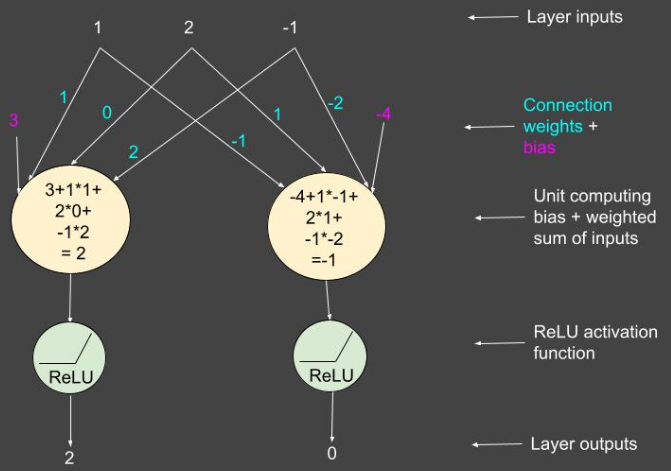 1
2
-1
Layer inputs
1
0
2
-1
1
-2
3
-4
Connection
weights +
bias
3+1*1+
2*0+
-1*2
= 2
-4+1*-1+
2*1+
-1*-2
=-1
Unit computing
bias + weighted
sum of inputs
ReLU
ReLU
ReLU activation
function
2
0
Layer outputs